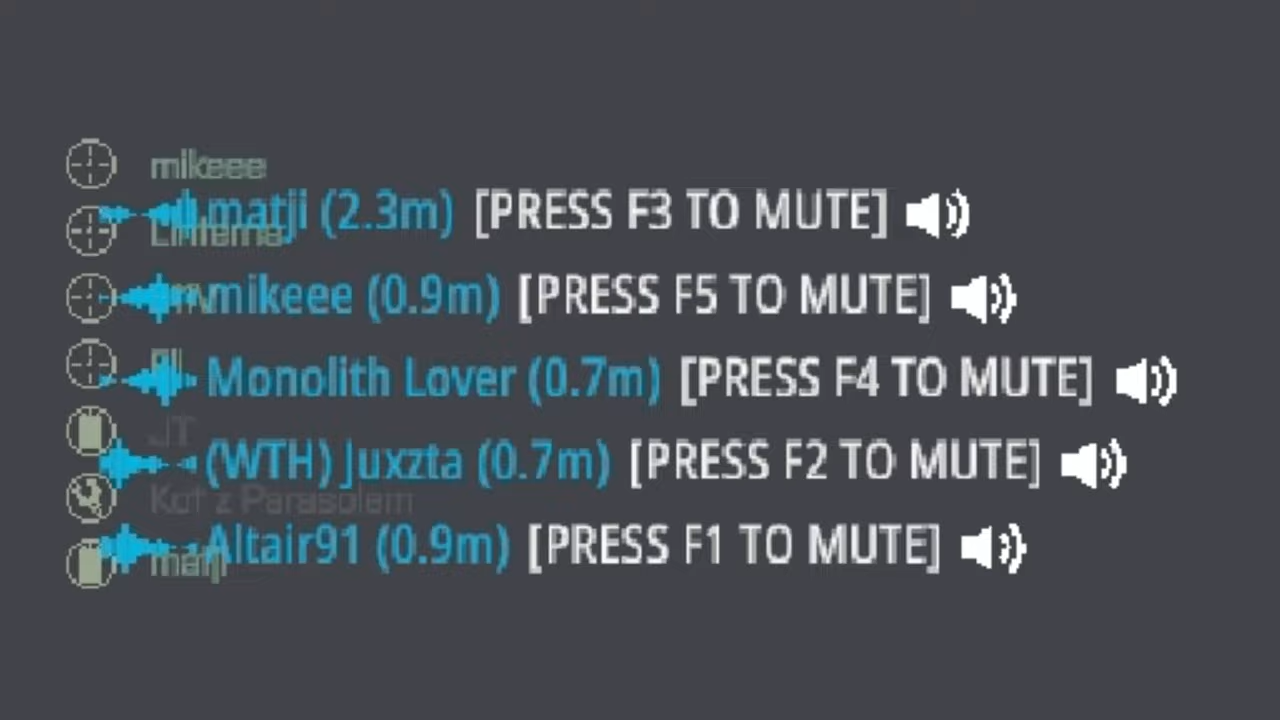 mikeee
matji (2.3m) [PRESS F3 TO MUTE]
mikeee (0.9m) [PRESS F5 TO MUTE]
Monolith Lover (0.7m) [PRESS F4 TO MUTE]
JT
(WTH) Juxzta (0.7m) [PRESS F2 TO MUTE]
Kot z Parasolem
Altair91 (0.9m) [PRESS F1 TO MUTE]
matji